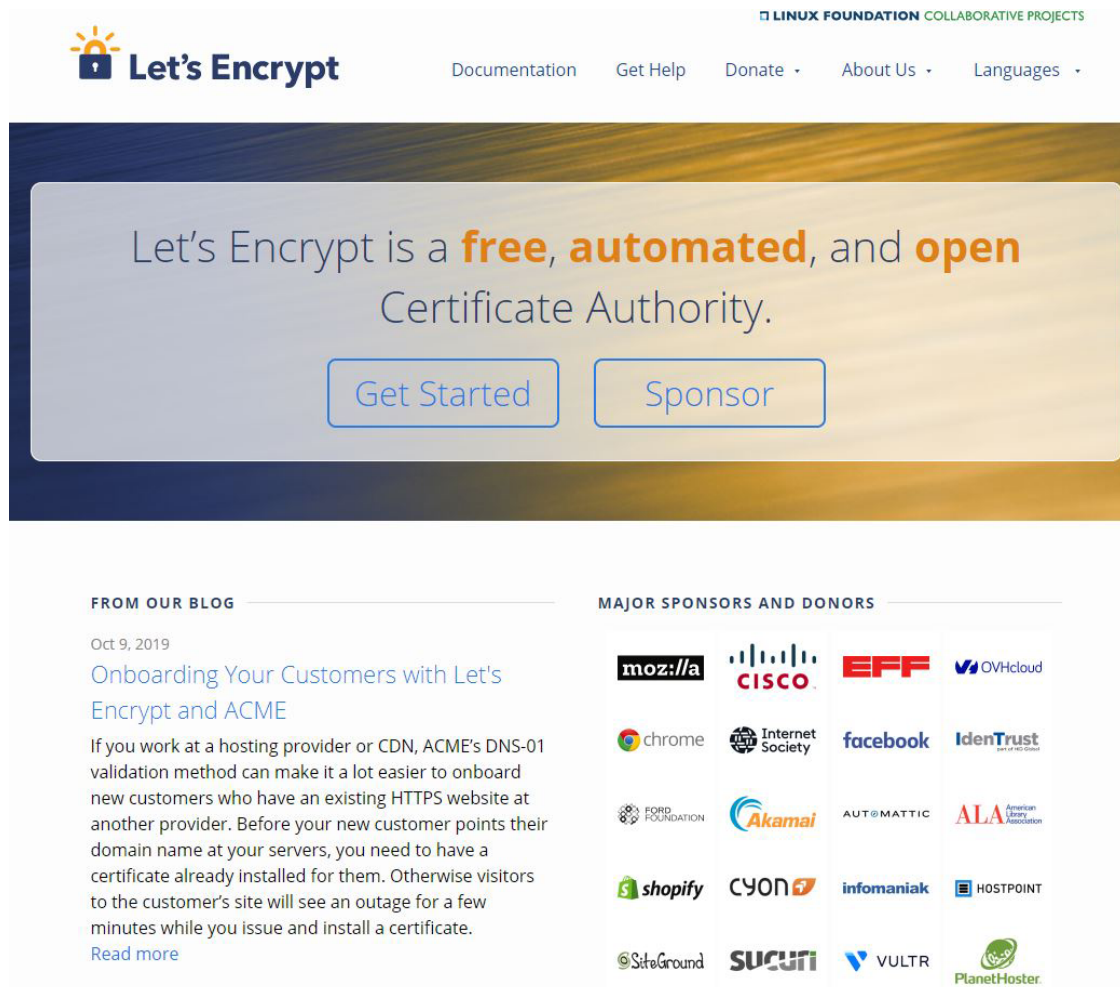 LINUX FOUNDATION COLLABORATIVE PROJECTS
Let's Encrypt
Documentation Get Help Donate About Us Languages
Let's Encrypt is a free, automated, and open
Certificate Authority.
Get Started Sponsor
FROM OUR BLOG
Oct 9, 2019
Onboarding Your Customers with Let's
Encrypt and ACME
If you work at a hosting provider or CDN, ACME's DNS-01
validation method can make it a lot easier to onboard
new customers who have an existing HTTPS website at
another provider. Before your new customer points their
domain name at your servers, you need to have a
certificate already installed for them. Otherwise visitors
to the customer's site will see an outage for a few
minutes while you issue and install a certificate.
Read more
MAJOR SPONSORS AND DONORS
moz://a CISCO EFF OVHcloud
chrome Internet Society facebook IdenTrust part of HID Global
FORD FOUNDATION Akamai AUTOMATTIC ALA American Library Association
shopify CYON infomaniak HOSTPOINT
SiteGround SUCURI VULTR PlanetHoster